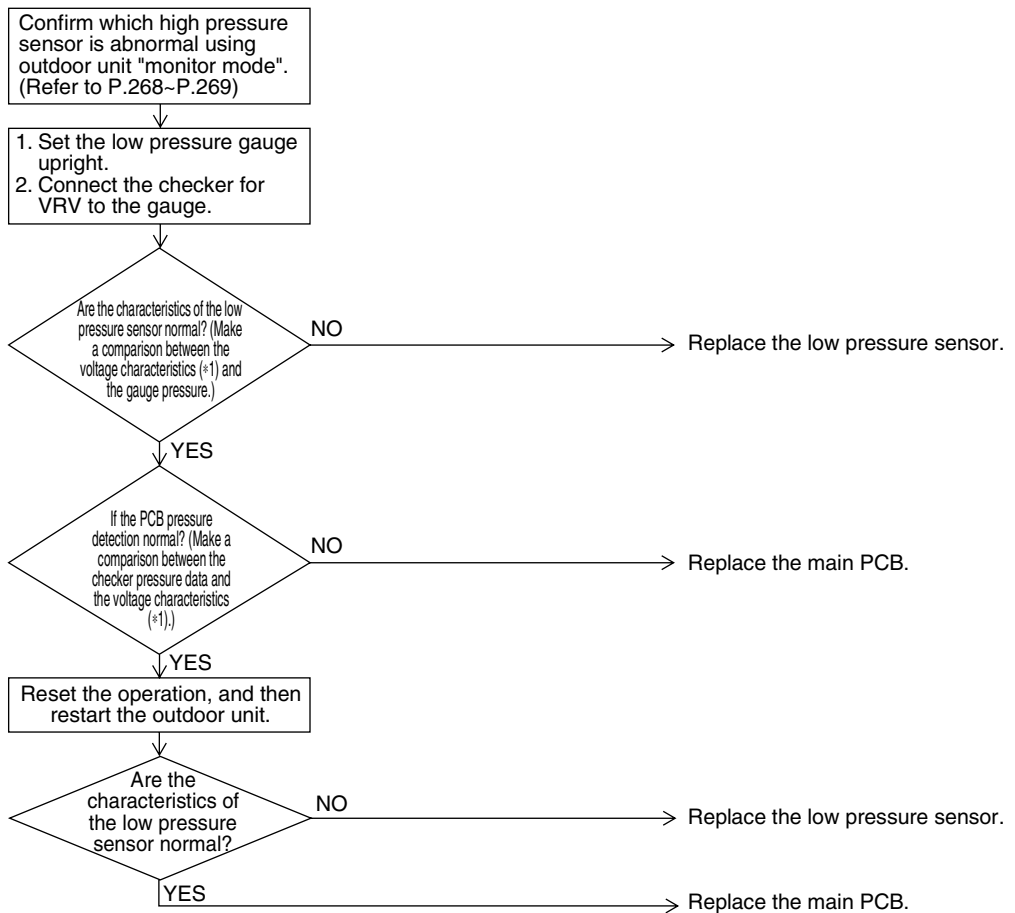 Confirm which high pressure
sensor is abnormal using
outdoor unit "monitor mode".
(Refer to P.268~P.269)
1. Set the low pressure gauge
upright.
2. Connect the checker for
VRV to the gauge.
Are the characteristics of the low
pressure sensor normal? (Make
a comparison between the
voltage characteristics (*1) and
the gauge pressure.)
NO
Replace the low pressure sensor.
YES
If the PCB pressure
detection normal? (Make a
comparison between the
checker pressure data and
the voltage characteristics
(*1).)
NO
Replace the main PCB.
YES
Reset the operation, and then
restart the outdoor unit.
Are the
characteristics of
the low pressure
sensor normal?
NO
Replace the low pressure sensor.
YES
Replace the main PCB.